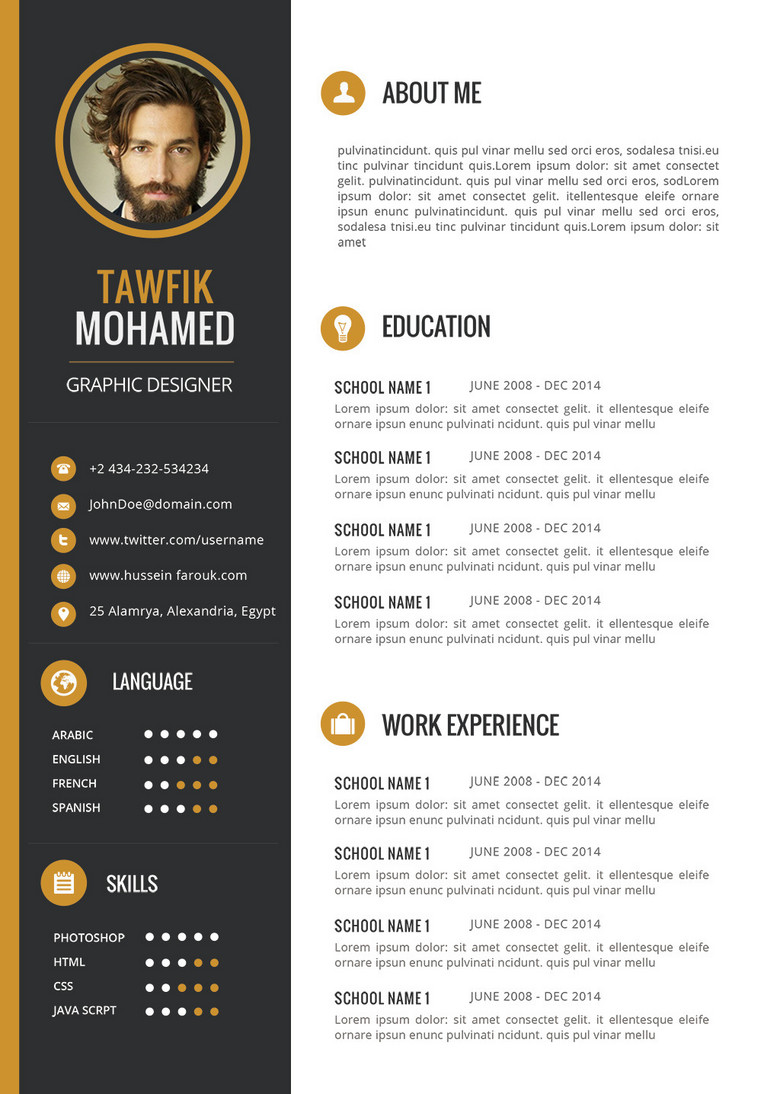 TAWFIK
MOHAMED
GRAPHIC DESIGNER
+2 434-232-534234
JohnDoe@domain.com
www.twitter.com/username
www.hussein farouk.com
25 Alamrya, Alexandria, Egypt
LANGUAGE
ARABIC
ENGLISH
FRENCH
SPANISH
SKILLS
PHOTOSHOP
HTML
CSS
JAVA SCRPT
ABOUT ME
pulvinatincidunt. quis pul vinar mellu sed orci eros, sodalesa tnisi.eu
tinc pulvinar tincidunt quis.Lorem ipsum dolor: sit amet consectet
gelit. pulvinatincidunt. quis pul vinar mellu sed orci eros, sodLorem
ipsum dolor: sit amet consectet gelit. itellentesque eleife ornare
ipsun enunc pulvinatincidunt. quis pul vinar mellu sed orci eros,
sodalesa tnisi.eu tinc pulvinar tincidunt quis.Lorem ipsum dolor: sit
amet
EDUCATION
SCHOOL NAME 1 JUNE 2008 - DEC 2014
Lorem ipsum dolor: sit amet consectet gelit. it ellentesque eleife
ornare ipsun enunc pulvinati ncidunt. quis pul vinar mellu
SCHOOL NAME 1 JUNE 2008 - DEC 2014
Lorem ipsum dolor: sit amet consectet gelit. it ellentesque eleife
ornare ipsun enunc pulvinati ncidunt. quis pul vinar mellu
SCHOOL NAME 1 JUNE 2008 - DEC 2014
Lorem ipsum dolor: sit amet consectet gelit. it ellentesque eleife
ornare ipsun enunc pulvinati ncidunt. quis pul vinar mellu
SCHOOL NAME 1 JUNE 2008 - DEC 2014
Lorem ipsum dolor: sit amet consectet gelit. it ellentesque eleife
ornare ipsun enunc pulvinati ncidunt. quis pul vinar mellu
WORK EXPERIENCE
SCHOOL NAME 1 JUNE 2008 - DEC 2014
Lorem ipsum dolor: sit amet consectet gelit. it ellentesque eleife
ornare ipsun enunc pulvinati ncidunt. quis pul vinar mellu
SCHOOL NAME 1 JUNE 2008 - DEC 2014
Lorem ipsum dolor: sit amet consectet gelit. it ellentesque eleife
ornare ipsun enunc pulvinati ncidunt. quis pul vinar mellu
SCHOOL NAME 1 JUNE 2008 - DEC 2014
Lorem ipsum dolor: sit amet consectet gelit. it ellentesque eleife
ornare ipsun enunc pulvinati ncidunt. quis pul vinar mellu
SCHOOL NAME 1 JUNE 2008 - DEC 2014
Lorem ipsum dolor: sit amet consectet gelit. it ellentesque eleife
ornare ipsun enunc pulvinati ncidunt. quis pul vinar mellu